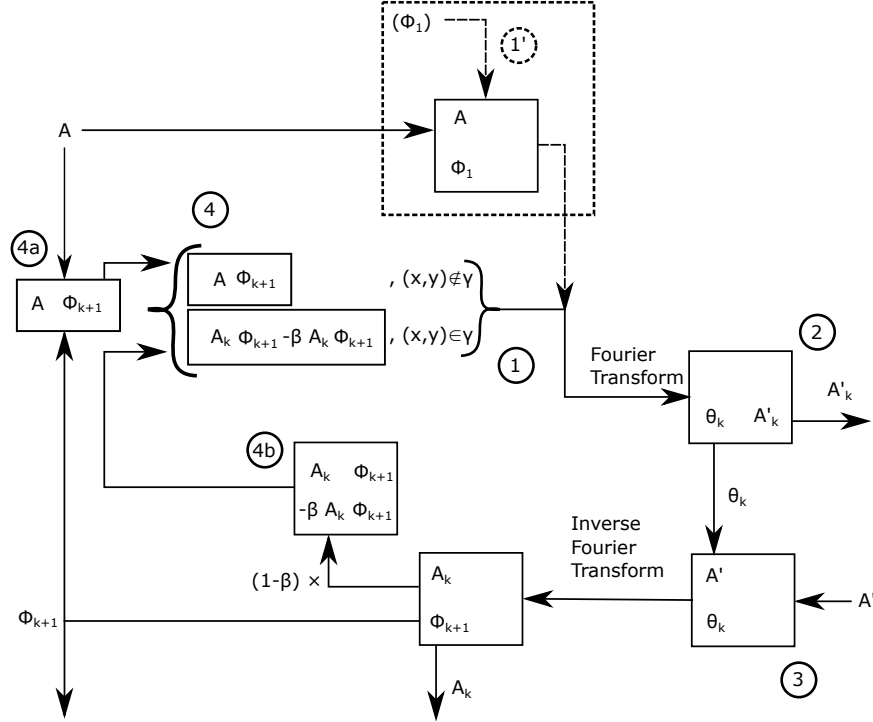 (Φ₁)
1'
A
A
Φ₁
4
4a
A Φₖ₊₁
A Φₖ₊₁ , (x,y)∉γ
Aₖ Φₖ₊₁ -β Aₖ Φₖ₊₁ , (x,y)∈γ
1
Fourier
Transform
2
θₖ A'ₖ
A'ₖ
θₖ
4b
Aₖ Φₖ₊₁
-β Aₖ Φₖ₊₁
(1-β) ×
Inverse
Fourier
Transform
A'
θₖ
A'
3
Aₖ
Φₖ₊₁
Φₖ₊₁
Aₖ